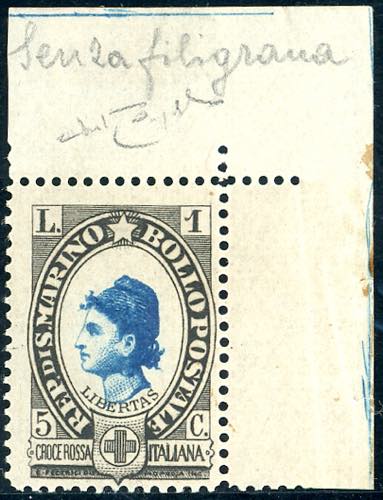 Senza filigrana
L. 1
REP. DI S. MARINO BOLLO POSTALE
LIBERTAS
5 C.
CROCE ROSSA ITALIANA